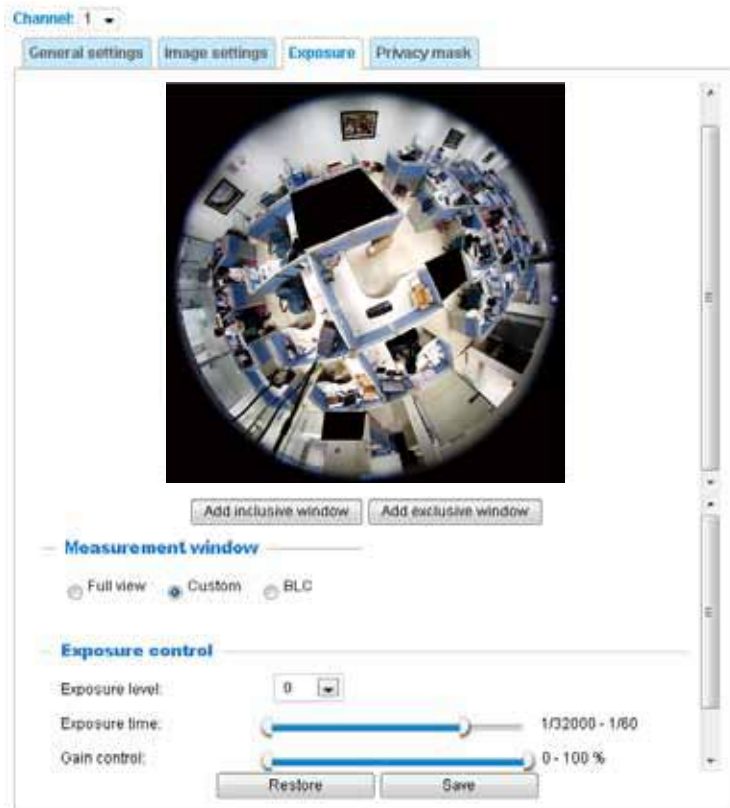 Channel: 1
General settings Image settings Exposure Privacy mask
Add inclusive window Add exclusive window
Measurement window
Full view Custom BLC
Exposure control
Exposure level: 0
Exposure time: 1/32000 - 1/60
Gain control: 0 - 100 %
Restore Save